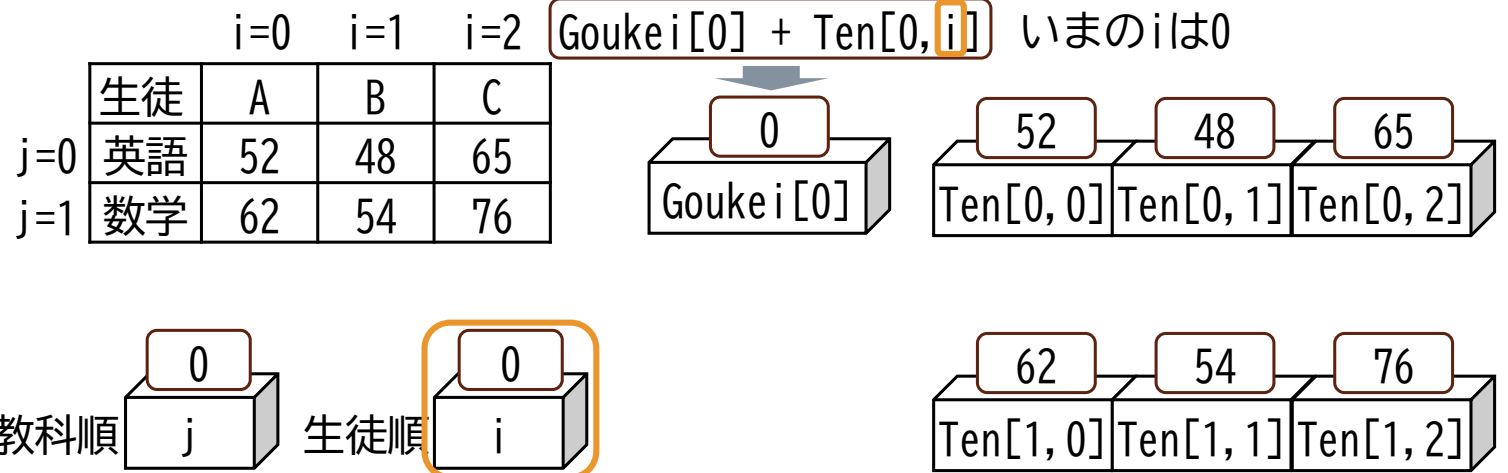 i=0 i=1 i=2 Goukei[0] + Ten[0,i] いまのiは0
生徒 A B C
j=0 英語 52 48 65
j=1 数学 62 54 76
0
Goukei[0]
52 48 65
Ten[0,0] Ten[0,1] Ten[0,2]
0
教科順 j
0
生徒順 i
62 54 76
Ten[1,0] Ten[1,1] Ten[1,2]